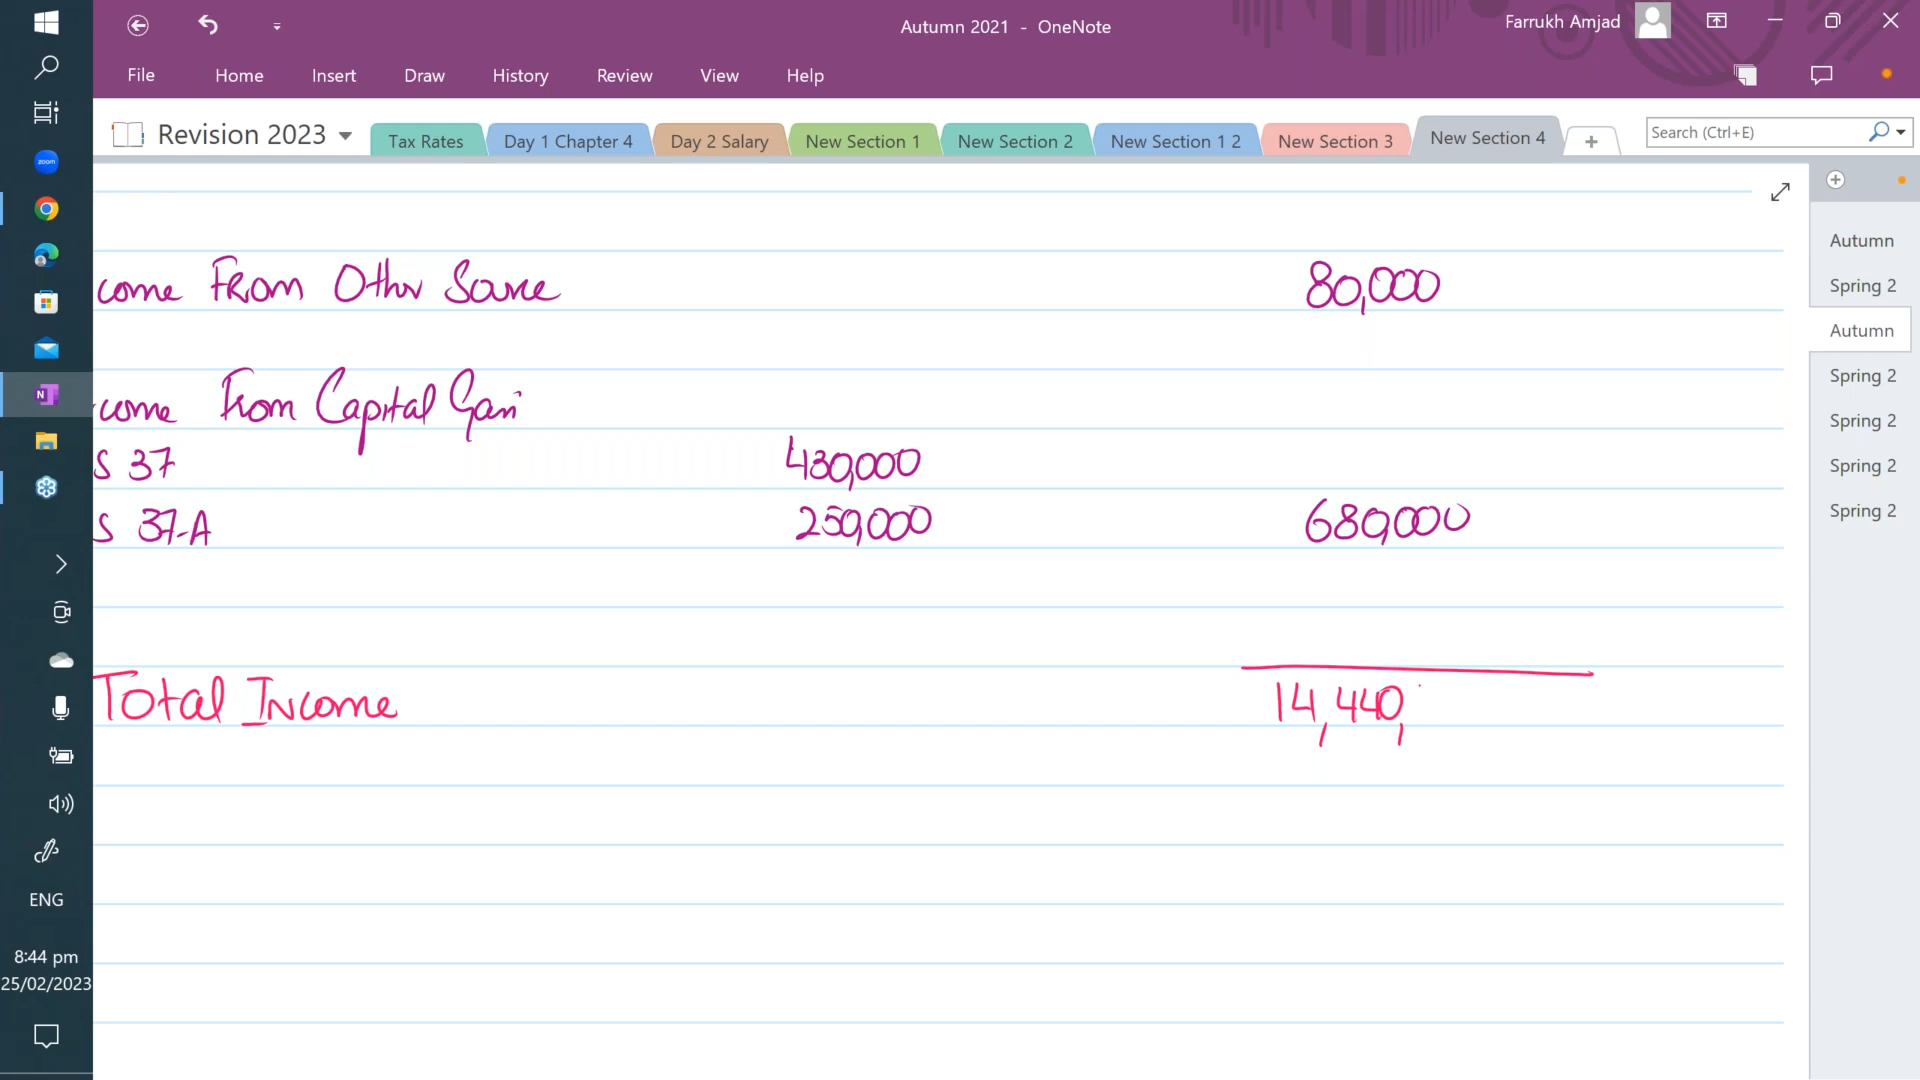 Autumn 2021 - OneNote
Farrukh Amjad
File Home Insert Draw History Review View Help
Revision 2023
Tax Rates
Day 1 Chapter 4
Day 2 Salary
New Section 1
New Section 2
New Section 1 2
New Section 3
New Section 4
Search (Ctrl+E)
zoom
Autumn
Spring 2
Autumn
Spring 2
Spring 2
Spring 2
Spring 2
come From Other Source 80,000
come From Capital Gain
S 37 430,000
S 37-A 250,000 680,000
Total Income 14,440,
ENG
8:44 pm
25/02/2023